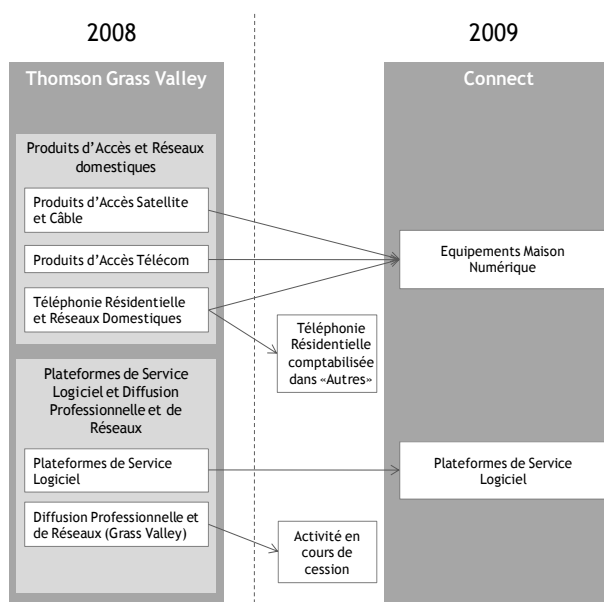 2008
2009
Thomson Grass Valley
Connect
Produits d'Accès et Réseaux
domestiques
Produits d'Accès Satellite
et Câble
Produits d'Accès Télécom
Téléphonie Résidentielle
et Réseaux Domestiques
Equipements Maison
Numérique
Téléphonie
Résidentielle
comptabilisée
dans «Autres»
Plateformes de Service
Logiciel et Diffusion
Professionnelle et de
Réseaux
Plateformes de Service
Logiciel
Plateformes de Service
Logiciel
Diffusion Professionnelle et
de Réseaux (Grass Valley)
Activité en
cours de
cession